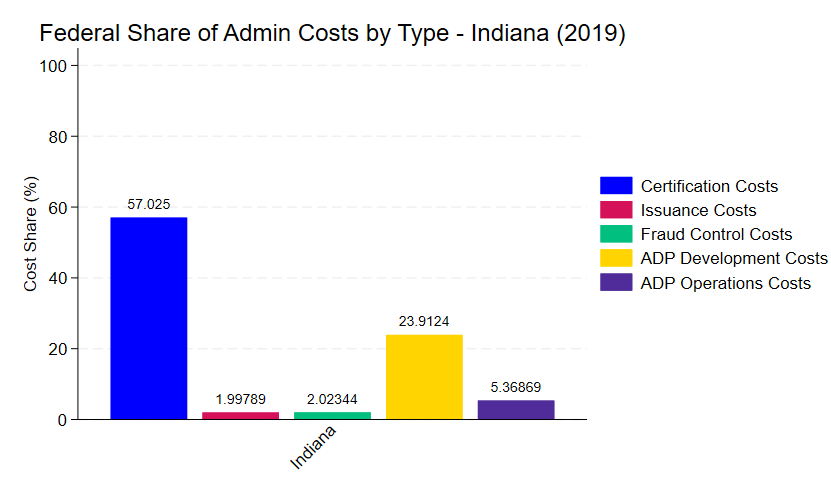 Federal Share of Admin Costs by Type - Indiana (2019)
100
80
60
40
20
0
Cost Share (%)
57.025
1.99789
2.02344
23.9124
5.36869
Indiana
Certification Costs
Issuance Costs
Fraud Control Costs
ADP Development Costs
ADP Operations Costs